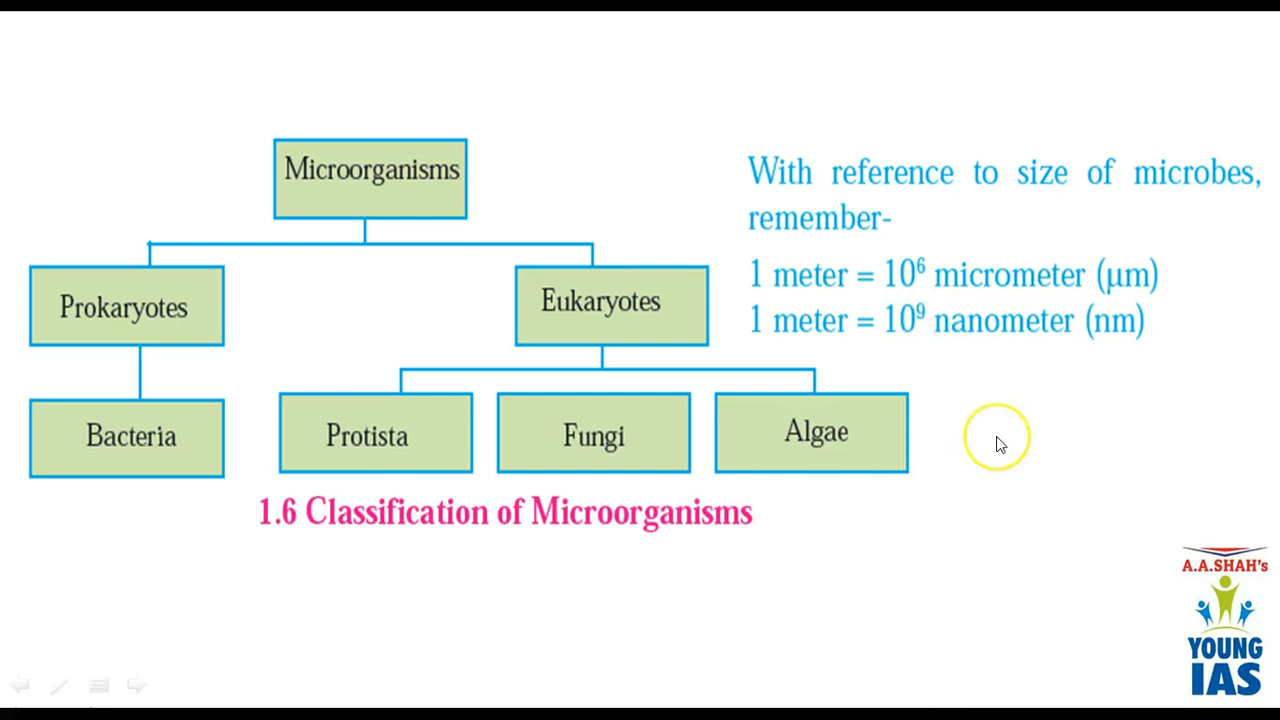 Microorganisms
Prokaryotes
Eukaryotes
Bacteria
Protista
Fungi
Algae
1.6 Classification of Microorganisms
With reference to size of microbes,
remember-
1 meter = 10⁶ micrometer (µm)
1 meter = 10⁹ nanometer (nm)
A.A.SHAH's
YOUNG
IAS